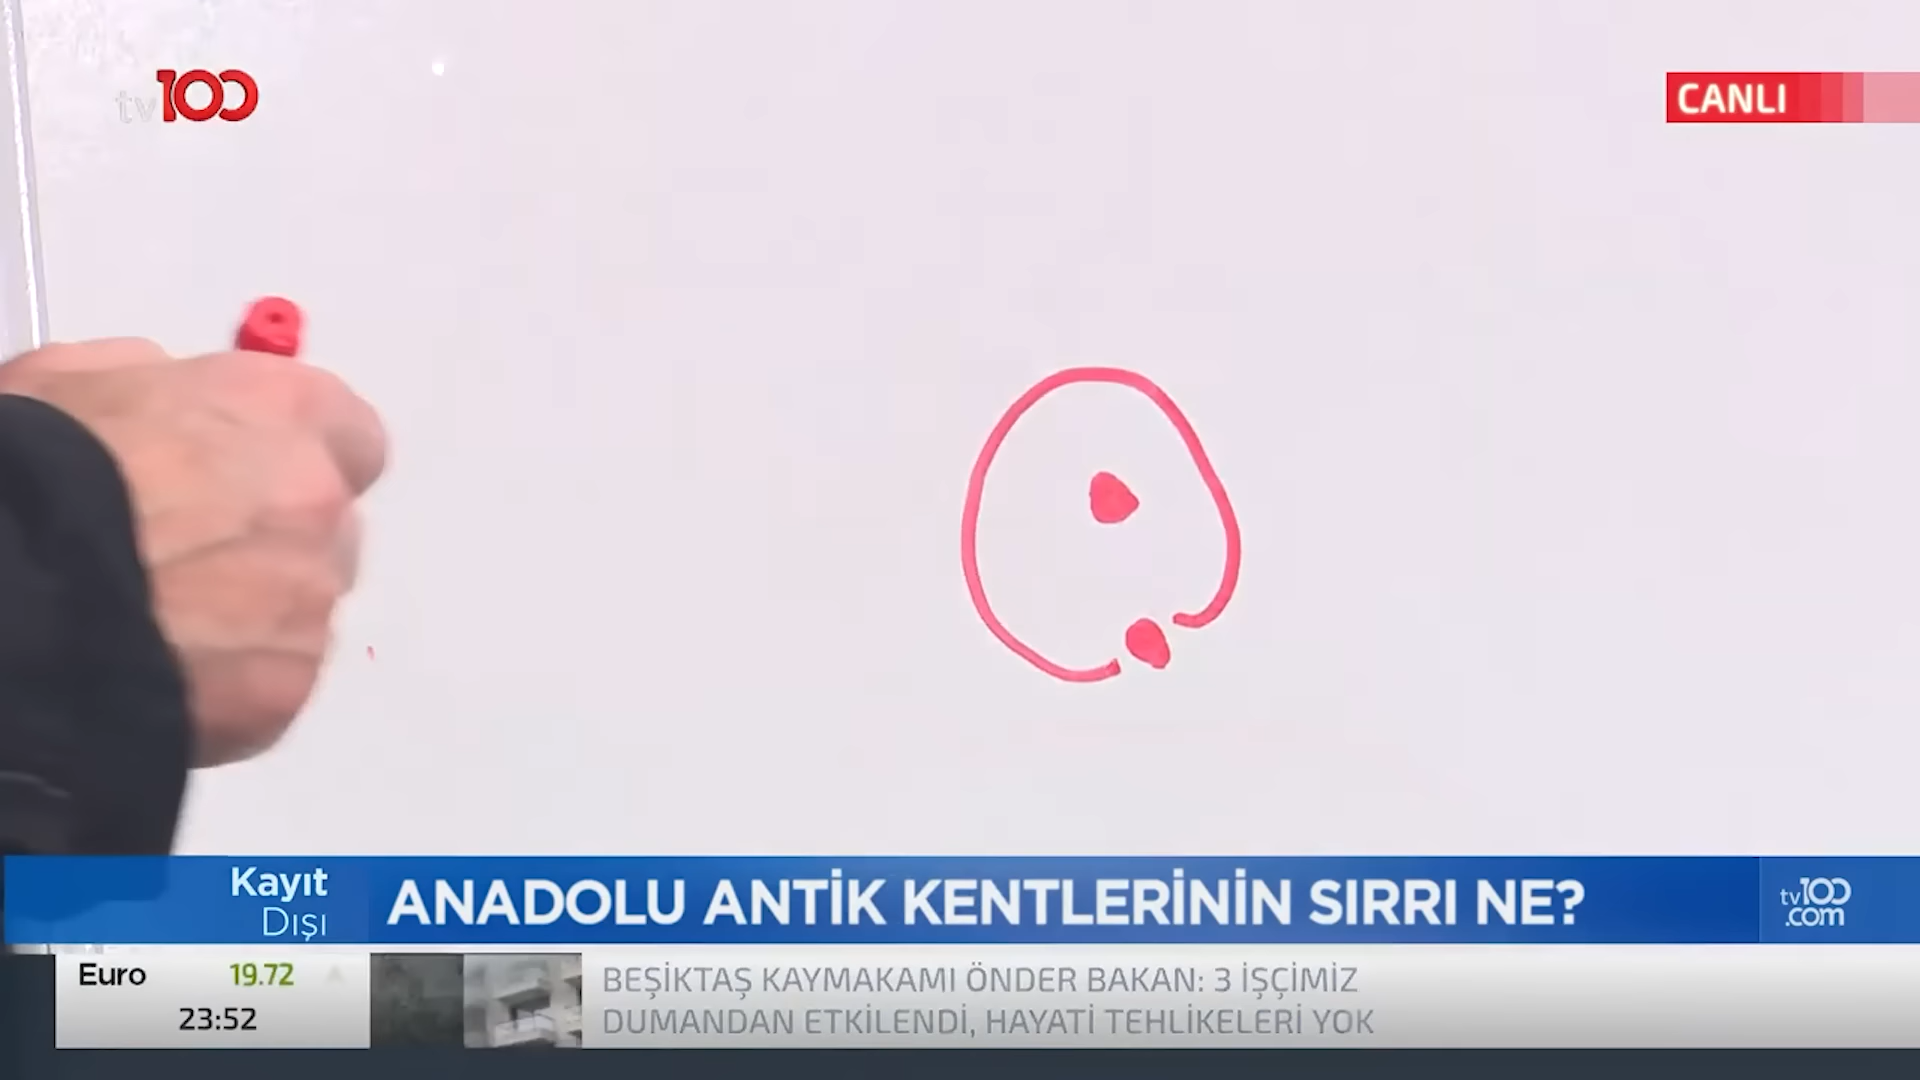 tv100
CANLI
Kayıt
Dışı
ANADOLU ANTİK KENTLERİNİN SIRRI NE?
tv100
.com
Euro 19.72
23:52
BEŞİKTAŞ KAYMAKAMI ÖNDER BAKAN: 3 İŞÇİMİZ
DUMANDAN ETKİLENDİ, HAYATİ TEHLİKELERİ YOK